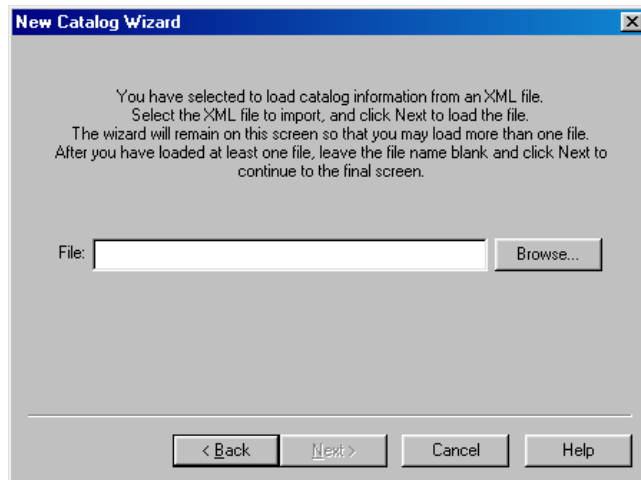 New Catalog Wizard
You have selected to load catalog information from an XML file.
Select the XML file to import, and click Next to load the file.
The wizard will remain on this screen so that you may load more than one file.
After you have loaded at least one file, leave the file name blank and click Next to
continue to the final screen.
File: Browse...
< Back Next > Cancel Help